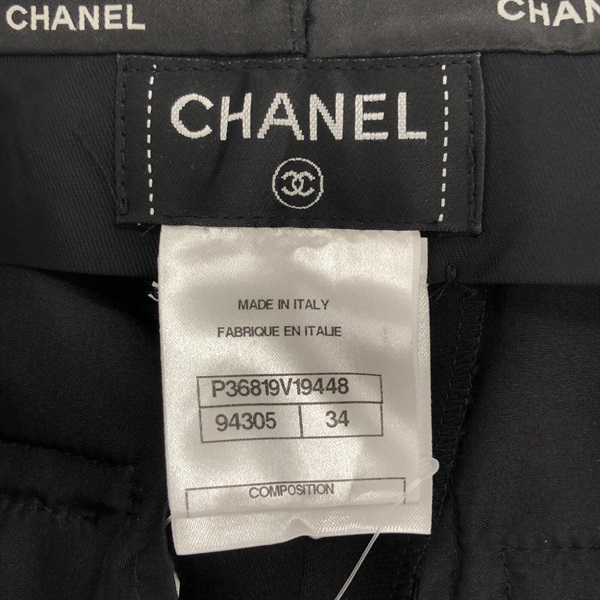 CHANEL CHAN
CHANEL
MADE IN ITALY
FABRIQUE EN ITALIE
P36819V19448
94305 34
COMPOSITION